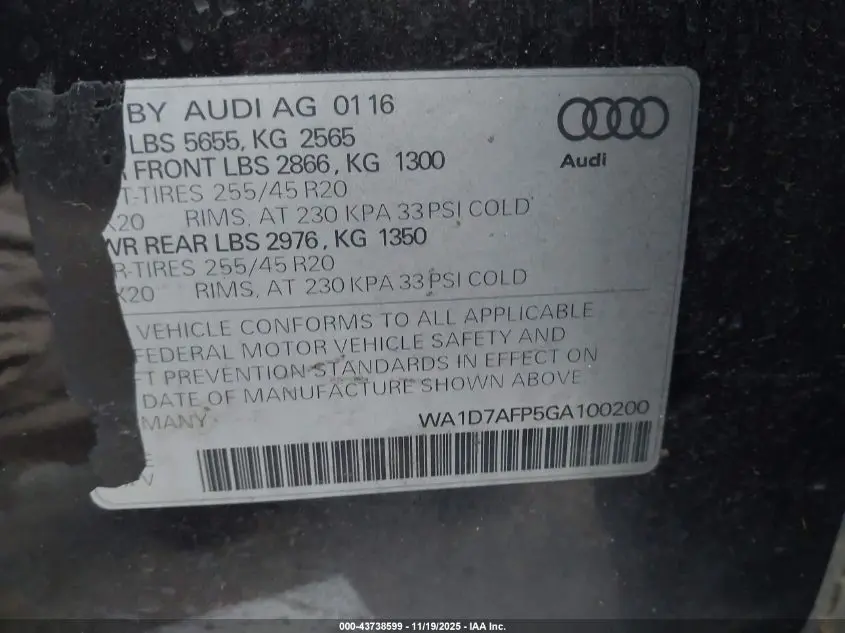 BY AUDI AG 0116
LBS 5655, KG 2565
Audi
FRONT LBS 2866, KG 1300
T-TIRES 255/45 R20
X20 RIMS, AT 230 KPA 33 PSI COLD
WR REAR LBS 2976, KG 1350
R-TIRES 255/45 R20
X20 RIMS, AT 230 KPA 33 PSI COLD
VEHICLE CONFORMS TO ALL APPLICABLE
FEDERAL MOTOR VEHICLE SAFETY AND
FT PREVENTION STANDARDS IN EFFECT ON
DATE OF MANUFACTURE SHOWN ABOVE
MANY
WA1D7AFP5GA100200
000-43738599 - 11/19/2025 - IAA Inc.